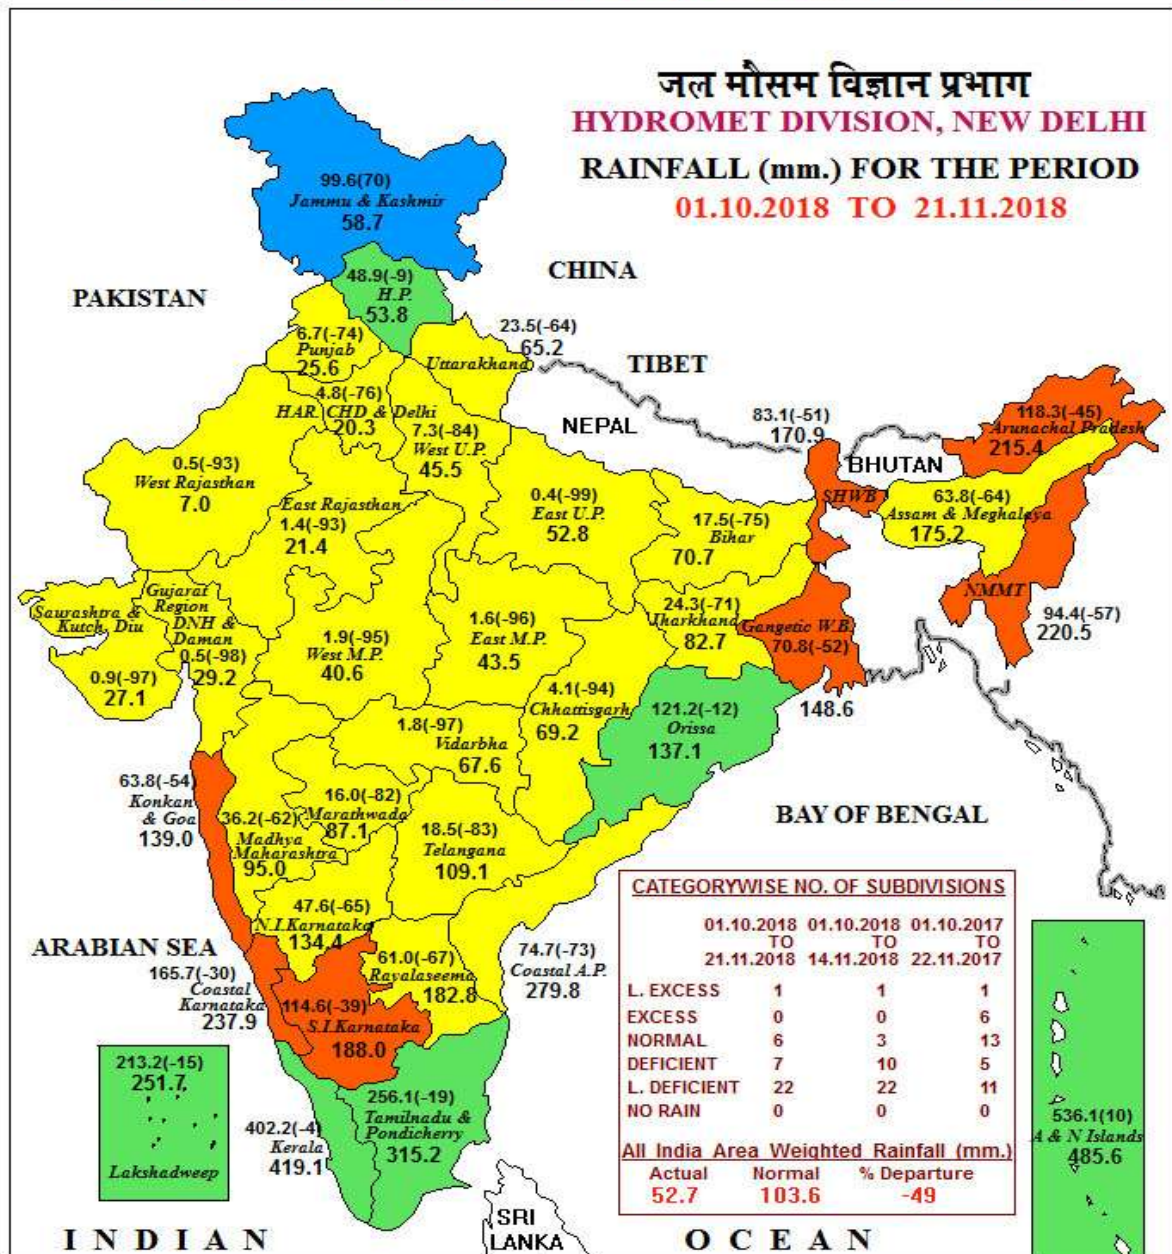 जल मौसम विज्ञान प्रभाग
HYDROMET DIVISION, NEW DELHI
RAINFALL (mm.) FOR THE PERIOD
01.10.2018 TO 21.11.2018
99.6(70)
Jammu & Kashmir
58.7
CHINA
PAKISTAN
48.9(-9)
H.P.
53.8
6.7(-74)
Punjab
25.6
23.5(-64)
65.2
Uttarakhand
TIBET
4.8(-76)
HAR. CHD & Delhi
20.3
7.3(-84)
West U.P.
45.5
NEPAL
83.1(-51)
170.9
SHWB
BHUTAN
118.3(-45)
Arunachal Pradesh
215.4
0.5(-93)
West Rajasthan
7.0
East Rajasthan
1.4(-93)
21.4
0.4(-99)
East U.P.
52.8
17.5(-75)
Bihar
70.7
63.8(-64)
Assam & Meghalaya
175.2
NMMT
94.4(-57)
220.5
Saurashtra &
Kutch, Diu
0.9(-97)
27.1
Gujarat
Region
DNH &
Daman
0.5(-98)
29.2
1.9(-95)
West M.P.
40.6
1.6(-96)
East M.P.
43.5
24.3(-71)
Jharkhand
82.7
Gangetic W.B.
70.8(-52)
148.6
4.1(-94)
Chhattisgarh
69.2
121.2(-12)
Orissa
137.1
1.8(-97)
Vidarbha
67.6
63.8(-54)
Konkan
& Goa
139.0
36.2(-62)
Madhya
Maharashtra
95.0
16.0(-82)
Marathwada
87.1
18.5(-83)
Telangana
109.1
BAY OF BENGAL
47.6(-65)
N.I.Karnataka
134.4
ARABIAN SEA
165.7(-30)
Coastal
Karnataka
237.9
61.0(-67)
Rayalaseema
182.8
74.7(-73)
Coastal A.P.
279.8
114.6(-39)
S.I.Karnataka
188.0
213.2(-15)
251.7
Lakshadweep
402.2(-4)
Kerala
419.1
256.1(-19)
Tamilnadu &
Pondicherry
315.2
CATEGORYWISE NO. OF SUBDIVISIONS
01.10.2018 01.10.2018 01.10.2017
TO TO TO
21.11.2018 14.11.2018 22.11.2017
L. EXCESS 1 1 1
EXCESS 0 0 6
NORMAL 6 3 13
DEFICIENT 7 10 5
L. DEFICIENT 22 22 11
NO RAIN 0 0 0
All India Area Weighted Rainfall (mm.)
Actual Normal % Departure
52.7 103.6 -49
536.1(10)
A & N Islands
485.6
SRI
LANKA
INDIAN OCEAN